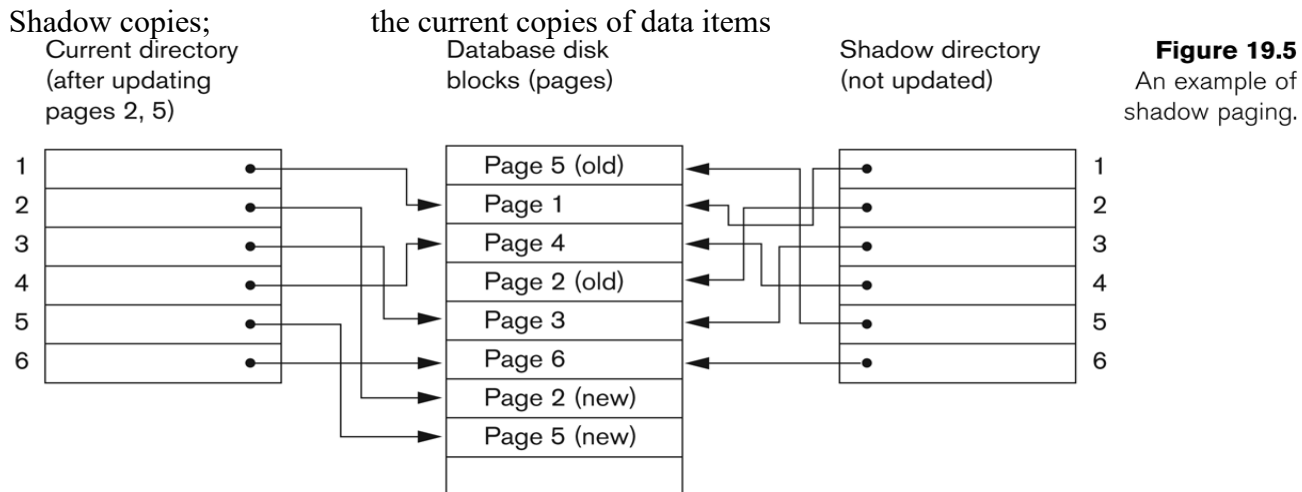 Shadow copies; the current copies of data items
Current directory
(after updating
pages 2, 5)
Database disk
blocks (pages)
Shadow directory
(not updated)
Figure 19.5
An example of
shadow paging.
1
2
3
4
5
6
Page 5 (old)
Page 1
Page 4
Page 2 (old)
Page 3
Page 6
Page 2 (new)
Page 5 (new)
1
2
3
4
5
6